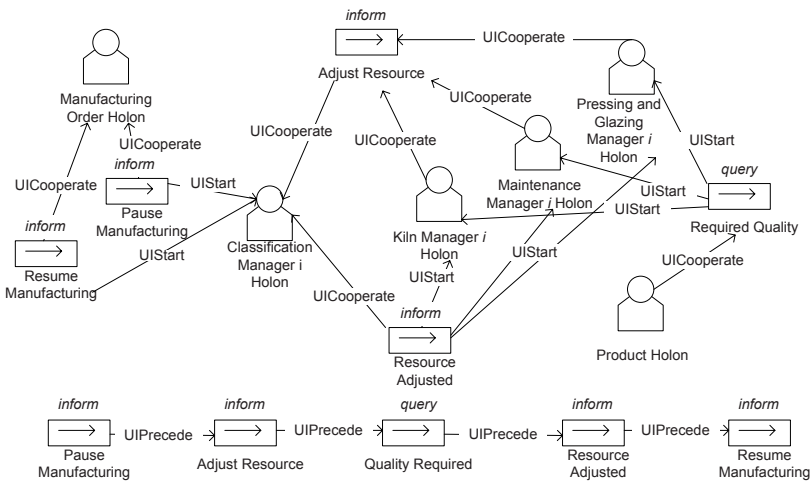 inform
UICooperate
Adjust Resource
Manufacturing
Order Holon
Pressing and
Glazing
Manager i
Holon
UICooperate
UICooperate
UICooperate
inform
UIStart
UICooperate
UICooperate
UIStart
query
Pause
Manufacturing
Maintenance
Manager i Holon
UIStart
UIStart
Required Quality
inform
Resume
Manufacturing
UIStart
Classification
Manager i
Holon
Kiln Manager i
Holon
UIStart
UIStart
UICooperate
UICooperate
inform
Resource
Adjusted
Product Holon
inform
Pause
Manufacturing
UIPrecede
inform
Adjust Resource
UIPrecede
query
Quality Required
UIPrecede
inform
Resource
Adjusted
UIPrecede
inform
Resume
Manufacturing